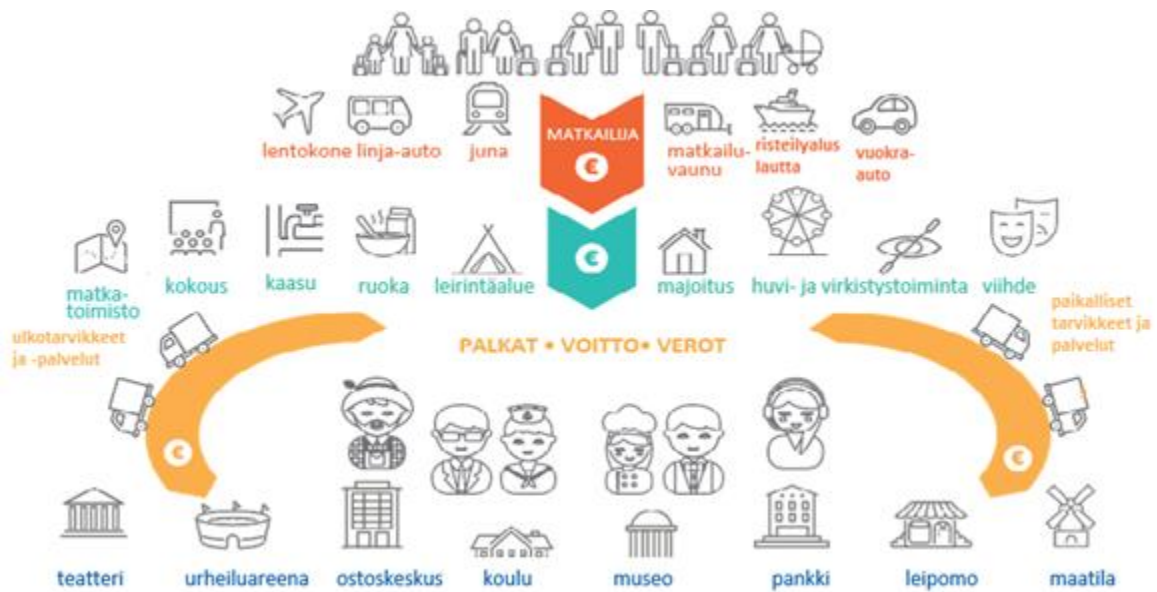 MATKAILIJA
€
lentokone linja-auto
juna
matkailu-
vaunu
risteilyalus
lautta
vuokra-
auto
€
matka-
toimisto
kokous
kaasu
ruoka
leirintäalue
majoitus
huvi- ja virkistystoiminta
viihde
ulkotarvikkeet
ja -palvelut
PALKAT • VOITTO• VEROT
paikalliset
tarvikkeet ja
palvelut
€
€
teatteri
urheiluareena
ostoskeskus
koulu
museo
pankki
leipomo
maatila